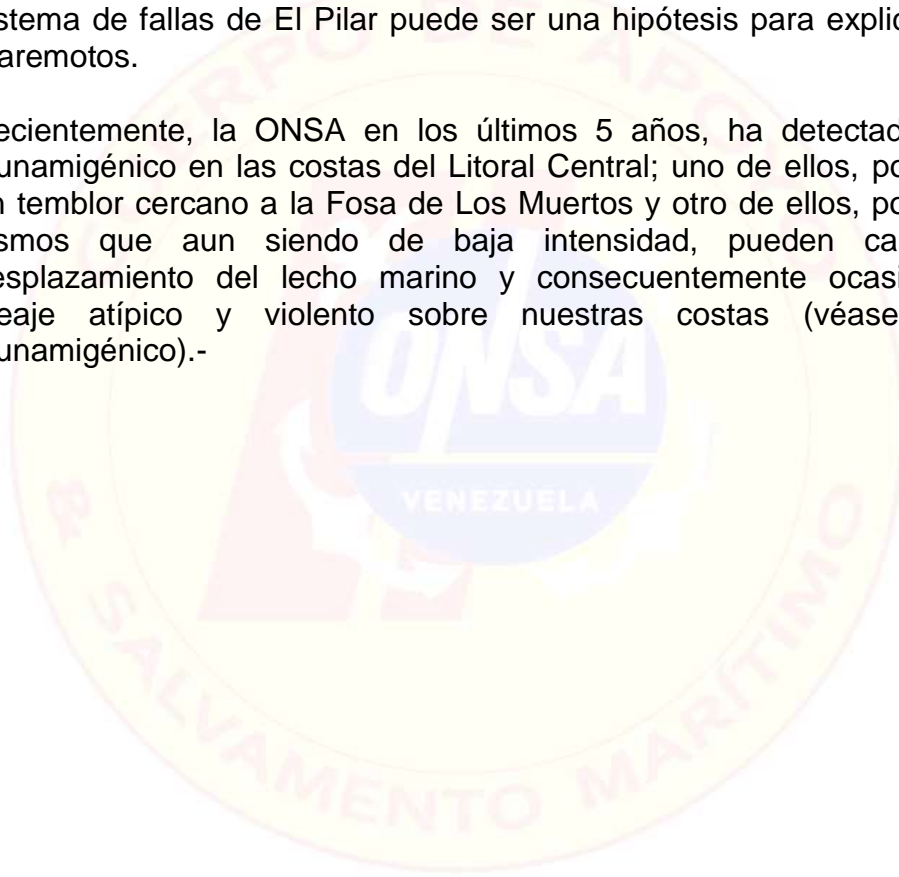 stema de fallas de El Pilar puede ser una hipótesis para explic
aremotos.
ecientemente, la ONSA en los últimos 5 años, ha detectad
unamigénico en las costas del Litoral Central; uno de ellos, po
n temblor cercano a la Fosa de Los Muertos y otro de ellos, po
smos que aun siendo de baja intensidad, pueden ca
esplazamiento del lecho marino y consecuentemente ocasi
eaje atípico y violento sobre nuestras costas (véase
unamigénico).-
CUERPO DE APOYO
ONSA
VENEZUELA
& SALVAMENTO MARÍTIMO